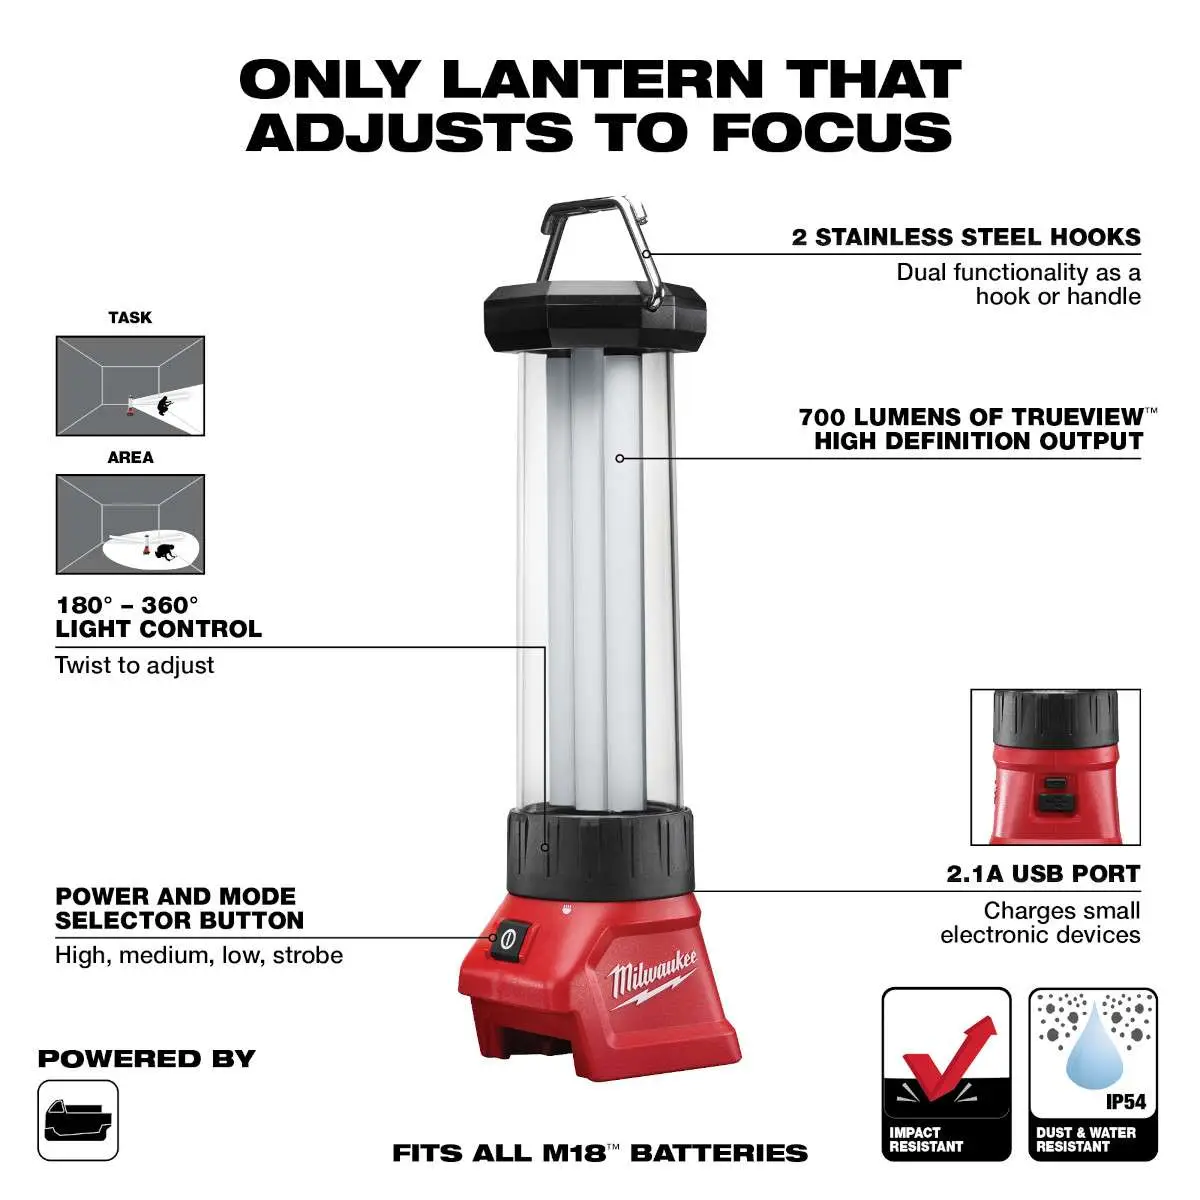 ONLY LANTERN THAT
ADJUSTS TO FOCUS
2 STAINLESS STEEL HOOKS
Dual functionality as a
hook or handle
TASK
700 LUMENS OF TRUEVIEW™
HIGH DEFINITION OUTPUT
AREA
180° – 360°
LIGHT CONTROL
Twist to adjust
2.1A USB PORT
Charges small
electronic devices
POWER AND MODE
SELECTOR BUTTON
High, medium, low, strobe
Milwaukee
POWERED BY
IP54
IMPACT
RESISTANT
DUST & WATER
RESISTANT
FITS ALL M18™ BATTERIES